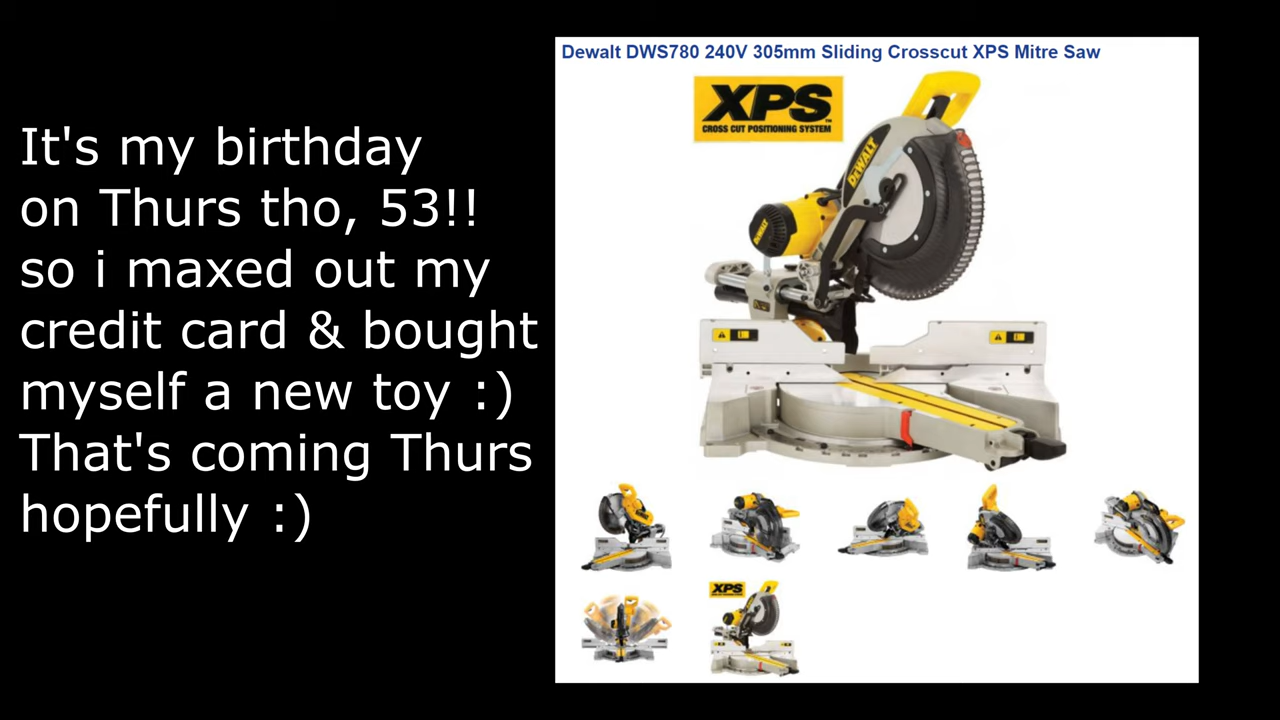 It's my birthday
on Thurs tho, 53!!
so i maxed out my
credit card & bought
myself a new toy :)
That's coming Thurs
hopefully :)
Dewalt DWS780 240V 305mm Sliding Crosscut XPS Mitre Saw
XPS
CROSS CUT POSITIONING SYSTEM
DEWALT
DEWALT
XPS